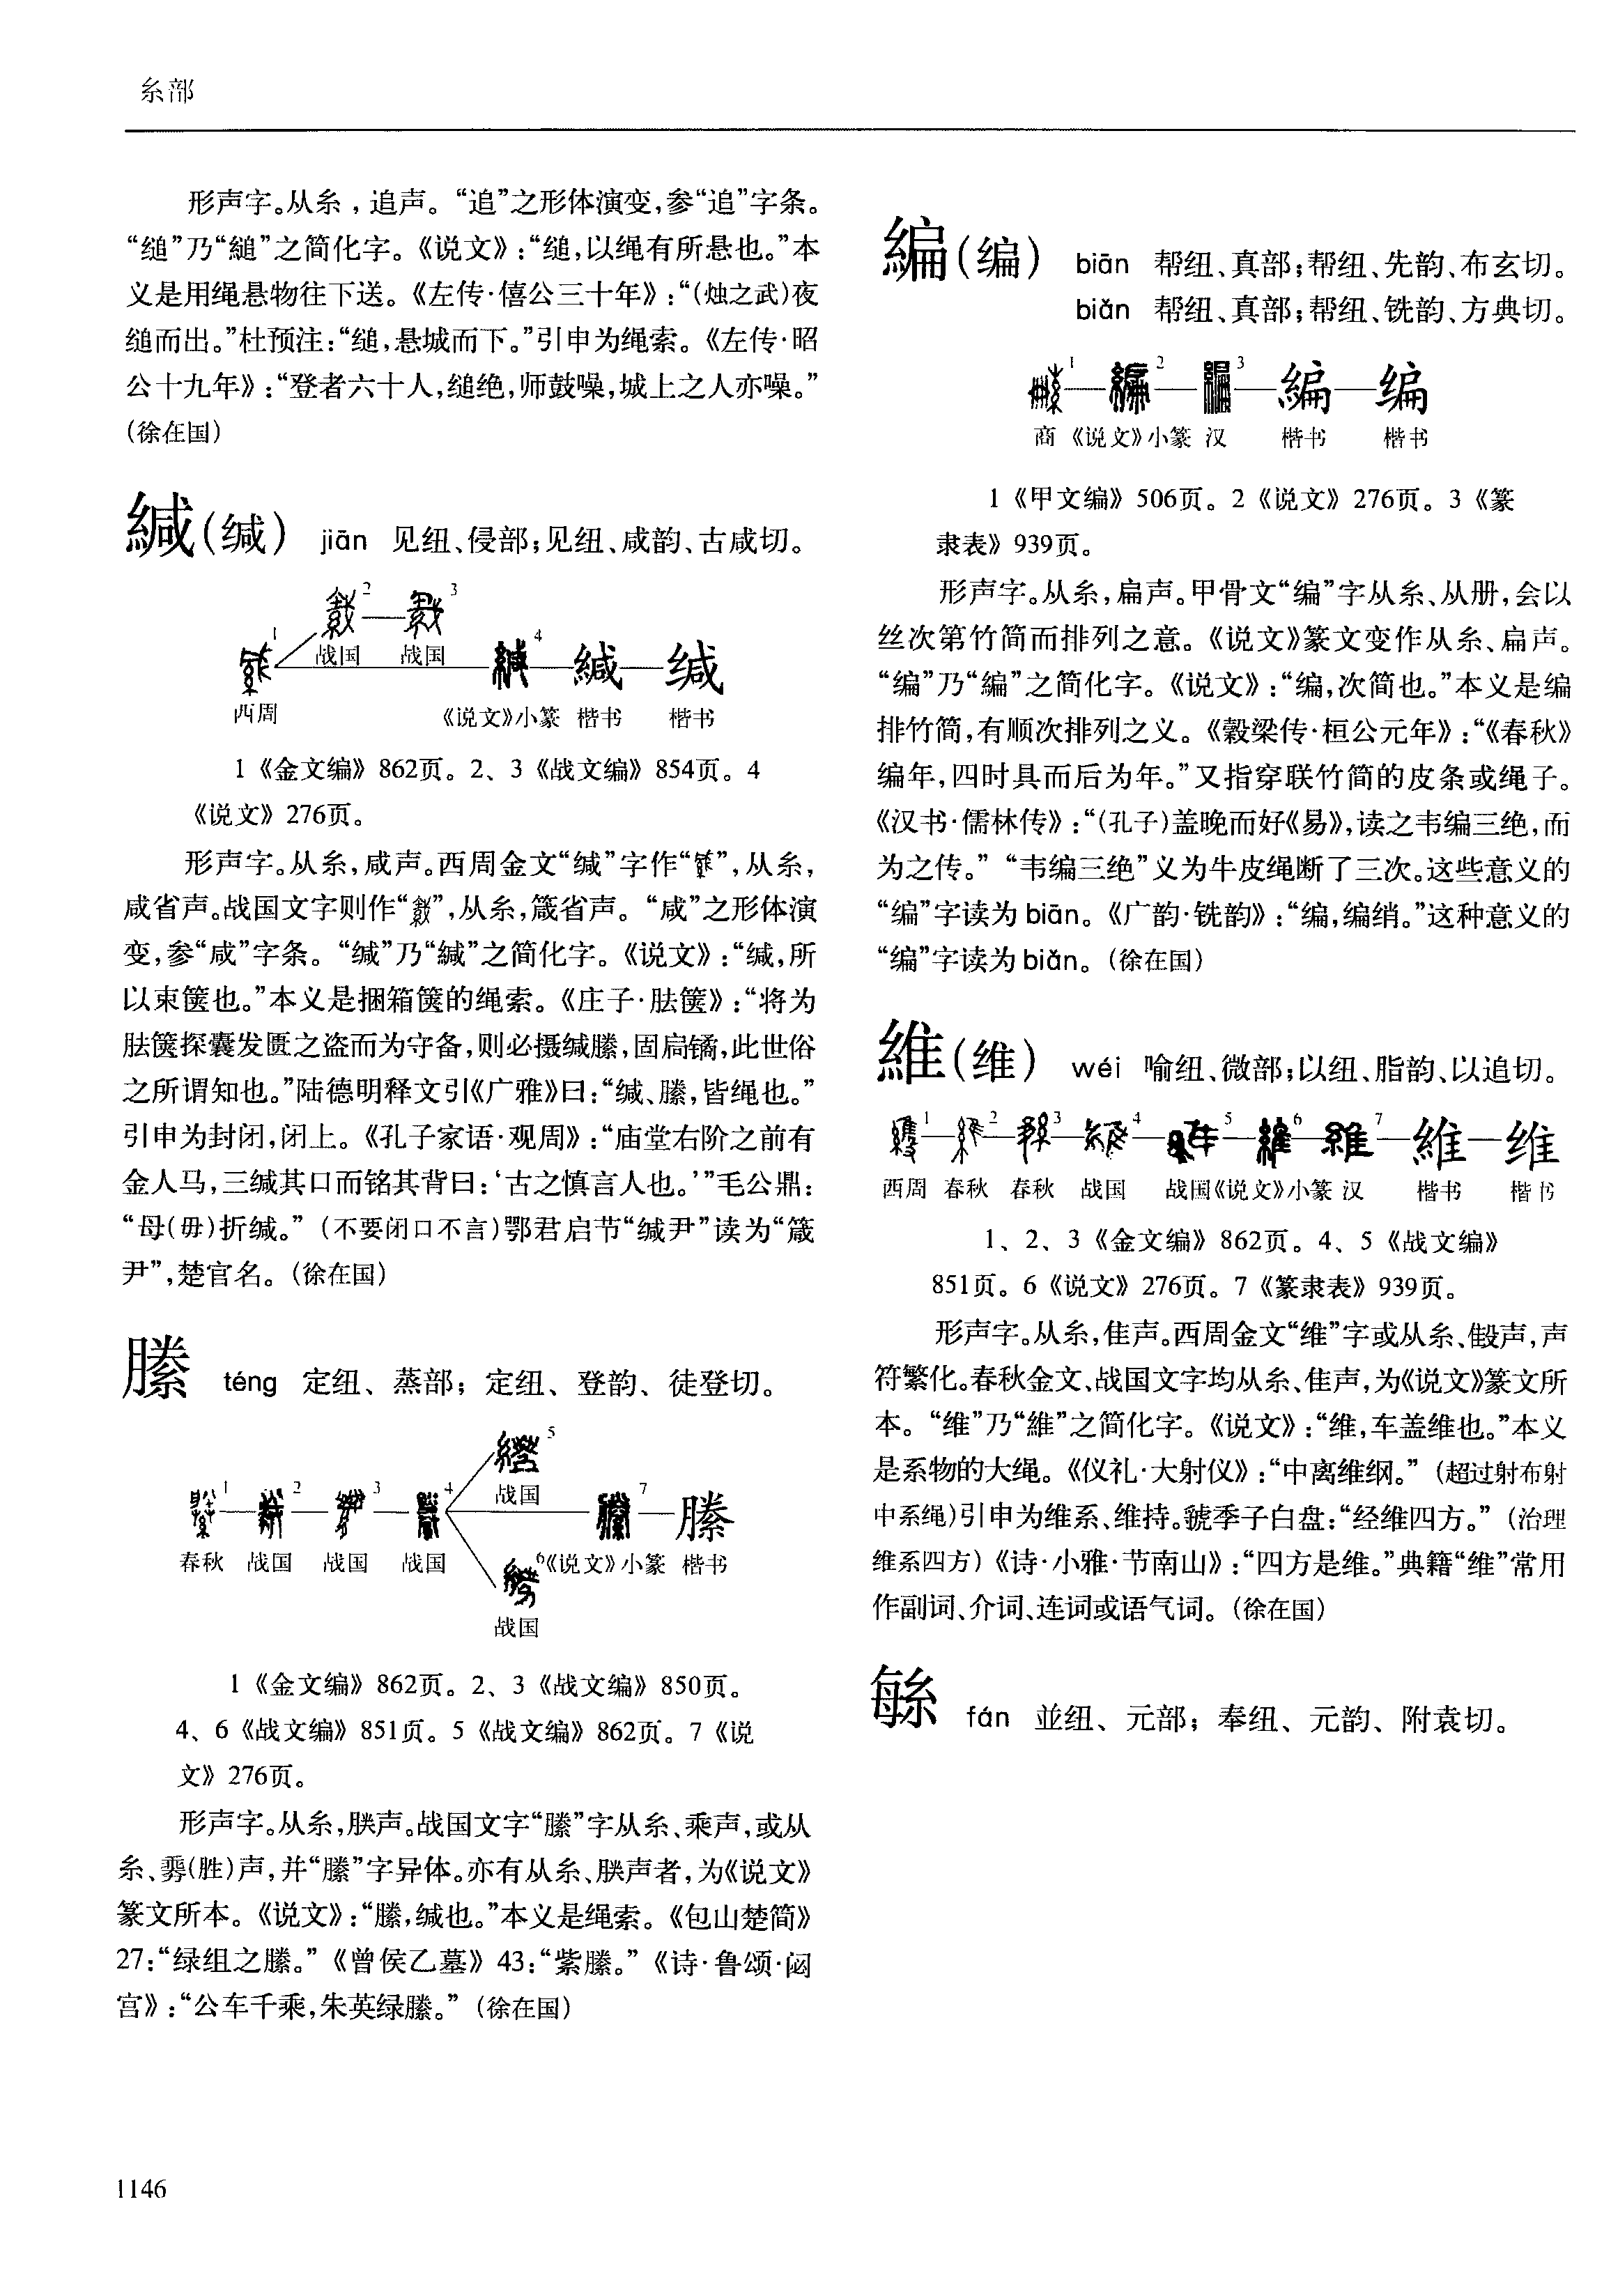 糸部
形声字。从糸，追声。“追”之形体演变，参“追”字条。
“缒”乃“縋”之简化字。《说文》：“缒，以绳有所悬也。”本
义是用绳悬物往下送。《左传·僖公三十年》：“（烛之武）夜
缒而出。”杜预注：“缒，悬城而下。”引申为绳索。《左传·昭
公十九年》：“登者六十人，缒绝，师鼓噪，城上之人亦噪。”
（徐在国）
緘（缄） jiān 见纽、侵部；见纽、咸韵、古咸切。
2 3
1 战国 战国 4 緘 缄
西周 《说文》小篆 楷书 楷书
1《金文编》862页。2、3《战文编》854页。4
《说文》276页。
形声字。从糸，咸声。西周金文“缄”字作“”，从糸，
咸省声。战国文字则作“”，从糸，箴省声。“咸”之形体演
变，参“咸”字条。“缄”乃“緘”之简化字。《说文》：“缄，所
以束箧也。”本义是捆箱箧的绳索。《庄子·胠箧》：“将为
胠箧探囊发匮之盗而为守备，则必摄缄縢，固扃鐍，此世俗
之所谓知也。”陆德明释文引《广雅》曰：“缄、縢，皆绳也。”
引申为封闭，闭上。《孔子家语·观周》：“庙堂右阶之前有
金人马，三缄其口而铭其背曰：‘古之慎言人也。’”毛公鼎：
“母（毋）折缄。”（不要闭口不言）鄂君启节“缄尹”读为“箴
尹”，楚官名。（徐在国）
縢 téng 定纽、蒸部；定纽、登韵、徒登切。
5
战国
1 2 3 4 7 縢
春秋 战国 战国 战国 6 《说文》小篆 楷书
战国
1《金文编》862页。2、3《战文编》850页。
4、6《战文编》851页。5《战文编》862页。7《说
文》276页。
形声字。从糸，朕声。战国文字“縢”字从糸、乘声，或从
糸、（胜）声，并“縢”字异体。亦有从糸、朕声者，为《说文》
篆文所本。《说文》：“縢，缄也。”本义是绳索。《包山楚简》
27：“绿组之縢。”《曾侯乙墓》43：“紫縢。”《诗·鲁颂·闷
宫》：“公车千乘，朱英绿縢。”（徐在国）
編（编） biān 帮纽、真部；帮纽、先韵、布玄切。
biǎn 帮纽、真部；帮纽、铣韵、方典切。
1 2 3 編 编
商 《说文》小篆 汉 楷书 楷书
1《甲文编》506页。2《说文》276页。3《篆
隶表》939页。
形声字。从糸，扁声。甲骨文“编”字从糸、从册，会以
丝次第竹简而排列之意。《说文》篆文变作从糸、扁声。
“编”乃“編”之简化字。《说文》：“编，次简也。”本义是编
排竹简，有顺次排列之义。《穀梁传·桓公元年》：“《春秋》
编年，四时具而后为年。”又指穿联竹简的皮条或绳子。
《汉书·儒林传》：“（孔子）盖晚而好《易》，读之韦编三绝，而
为之传。”“韦编三绝”义为牛皮绳断了三次。这些意义的
“编”字读为 biān。《广韵·铣韵》：“编，编绡。”这种意义的
“编”字读为 biǎn。（徐在国）
維（维） wéi 喻纽、微部；以纽、脂韵、以追切。
1 2 3 4 5 6 7 維 维
西周 春秋 春秋 战国 战国 《说文》小篆 汉 楷书 楷书
1、2、3《金文编》862页。4、5《战文编》
851页。6《说文》276页。7《篆隶表》939页。
形声字。从糸，隹声。西周金文“维”字或从糸、声，声
符繁化。春秋金文、战国文字均从糸、隹声，为《说文》篆文所
本。“维”乃“維”之简化字。《说文》：“维，车盖维也。”本义
是系物的大绳。《仪礼·大射仪》：“中离维纲。”（超过射布射
中系绳）引申为维系、维持。虢季子白盘：“经维四方。”（治理
维系四方）《诗·小雅·节南山》：“四方是维。”典籍“维”常用
作副词、介词、连词或语气词。（徐在国）
緐 fán 並纽、元部；奉纽、元韵、附袁切。
1146